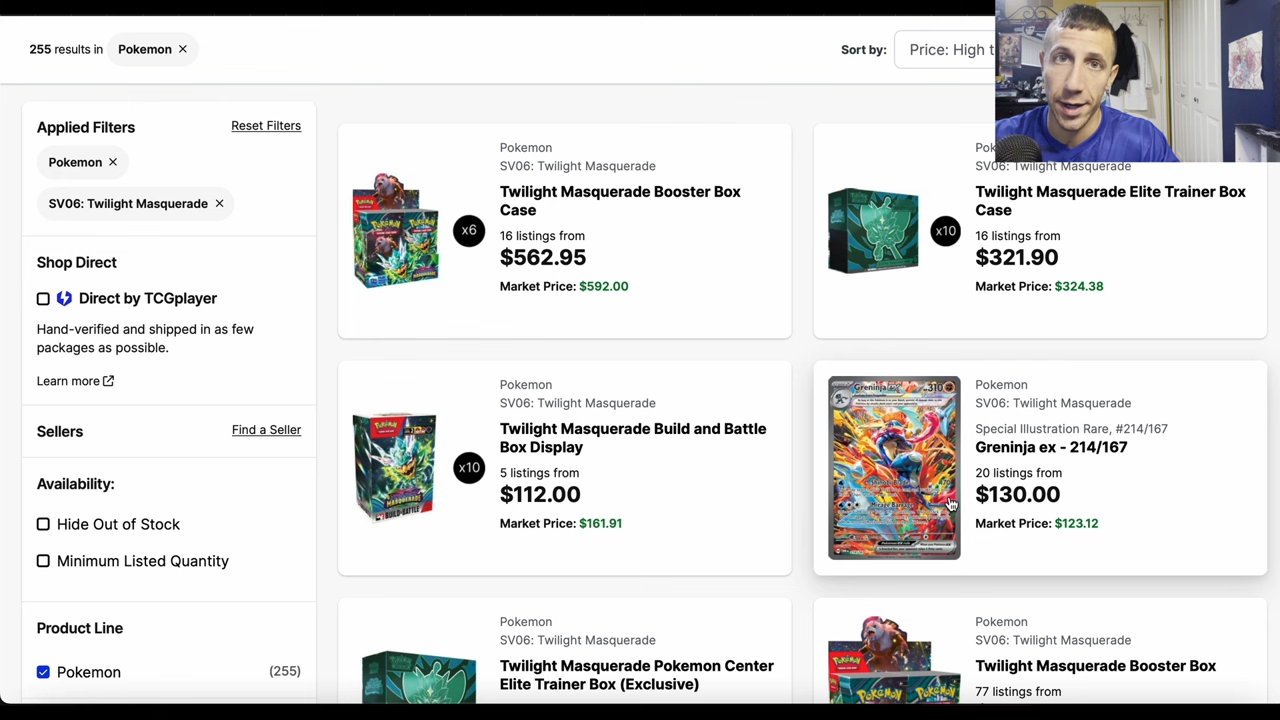 255 results in
Pokemon ×
Sort by:
Price: High t
Applied Filters
Reset Filters
Pokemon ×
SV06: Twilight Masquerade ×
Shop Direct
Direct by TCGplayer
Hand-verified and shipped in as few
packages as possible.
Learn more
Sellers
Find a Seller
Availability:
Hide Out of Stock
Minimum Listed Quantity
Product Line
Pokemon
(255)
x6
Pokemon
SV06: Twilight Masquerade
Twilight Masquerade Booster Box
Case
16 listings from
$562.95
Market Price: $592.00
x10
Pok
SV06: Twilight Masquerade
Twilight Masquerade Elite Trainer Box
Case
16 listings from
$321.90
Market Price: $324.38
x10
Pokemon
SV06: Twilight Masquerade
Twilight Masquerade Build and Battle
Box Display
5 listings from
$112.00
Market Price: $161.91
Greninja ex
310
Pokemon
SV06: Twilight Masquerade
Special Illustration Rare, #214/167
Greninja ex - 214/167
20 listings from
$130.00
Market Price: $123.12
Pokemon
SV06: Twilight Masquerade
Twilight Masquerade Pokemon Center
Elite Trainer Box (Exclusive)
Pokemon
SV06: Twilight Masquerade
Twilight Masquerade Booster Box
77 listings from